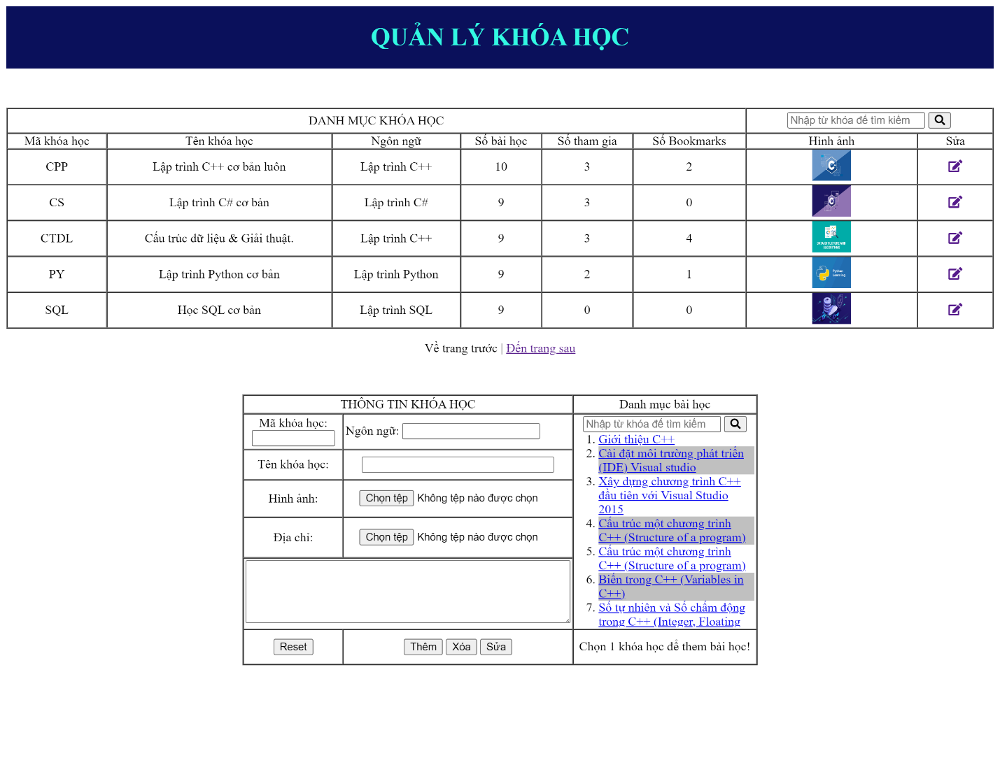 QUẢN LÝ KHÓA HỌC
DANH MỤC KHÓA HỌC Nhập từ khóa để tìm kiếm
Mã khóa học Tên khóa học Ngôn ngữ Số bài học Số tham gia Số Bookmarks Hình ảnh Sửa
CPP Lập trình C++ cơ bản luôn Lập trình C++ 10 3 2
CS Lập trình C# cơ bản Lập trình C# 9 3 0
CTDL Cấu trúc dữ liệu & Giải thuật. Lập trình C++ 9 3 4 DATA STRUCTURE AND ALGORITHMS
PY Lập trình Python cơ bản Lập trình Python 9 2 1 Python Learning
SQL Học SQL cơ bản Lập trình SQL 9 0 0
Về trang trước | Đến trang sau
THÔNG TIN KHÓA HỌC Danh mục bài học
Mã khóa học: Ngôn ngữ:
Tên khóa học:
Hình ảnh: Chọn tệp Không tệp nào được chọn
Địa chỉ: Chọn tệp Không tệp nào được chọn
Reset Thêm Xóa Sửa
Nhập từ khóa để tìm kiếm
1. Giới thiệu C++
2. Cài đặt môi trường phát triển
(IDE) Visual studio
3. Xây dựng chương trình C++
đầu tiên với Visual Studio
2015
4. Cấu trúc một chương trình
C++ (Structure of a program)
5. Cấu trúc một chương trình
C++ (Structure of a program)
6. Biến trong C++ (Variables in
C++)
7. Số tự nhiên và Số chấm động
trong C++ (Integer, Floating
Chọn 1 khóa học để them bài học!